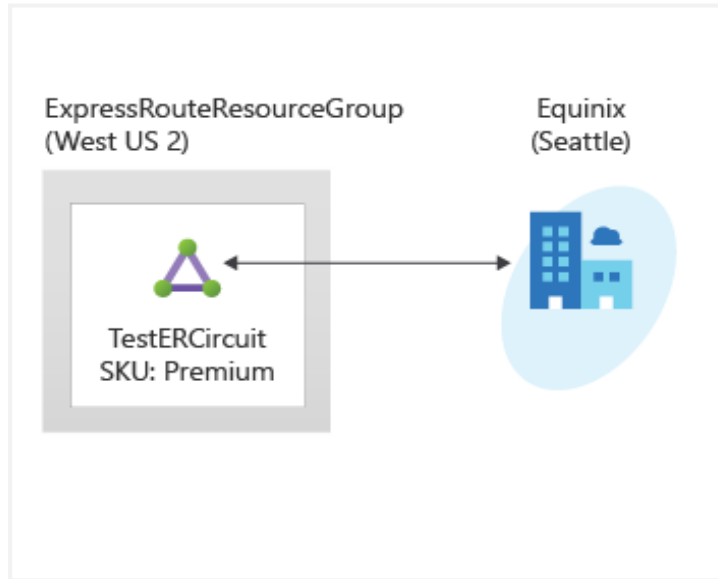 ExpressRouteResourceGroup
(West US 2)
Equinix
(Seattle)
TestERCircuit
SKU: Premium